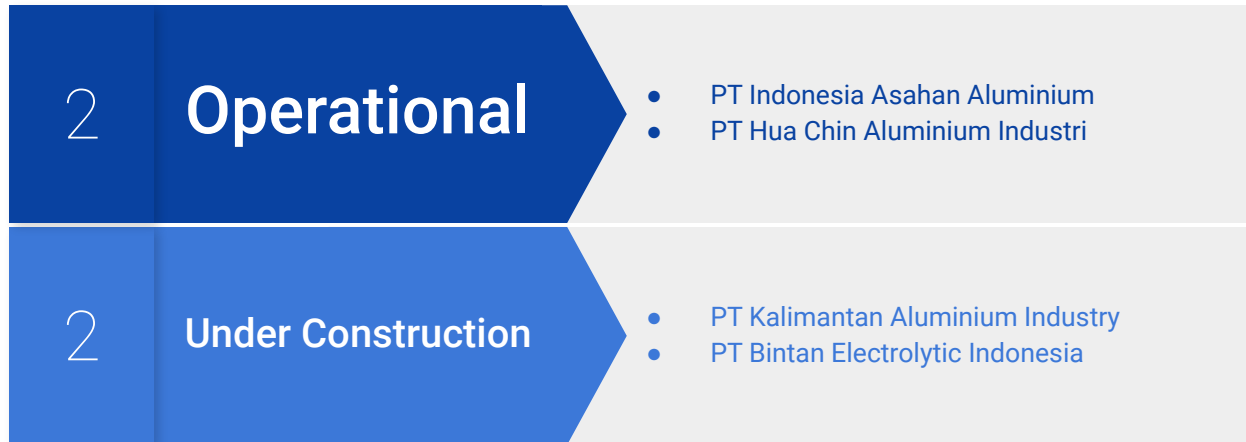 2
Operational
● PT Indonesia Asahan Aluminium
● PT Hua Chin Aluminium Industri
2
Under Construction
● PT Kalimantan Aluminium Industry
● PT Bintan Electrolytic Indonesia